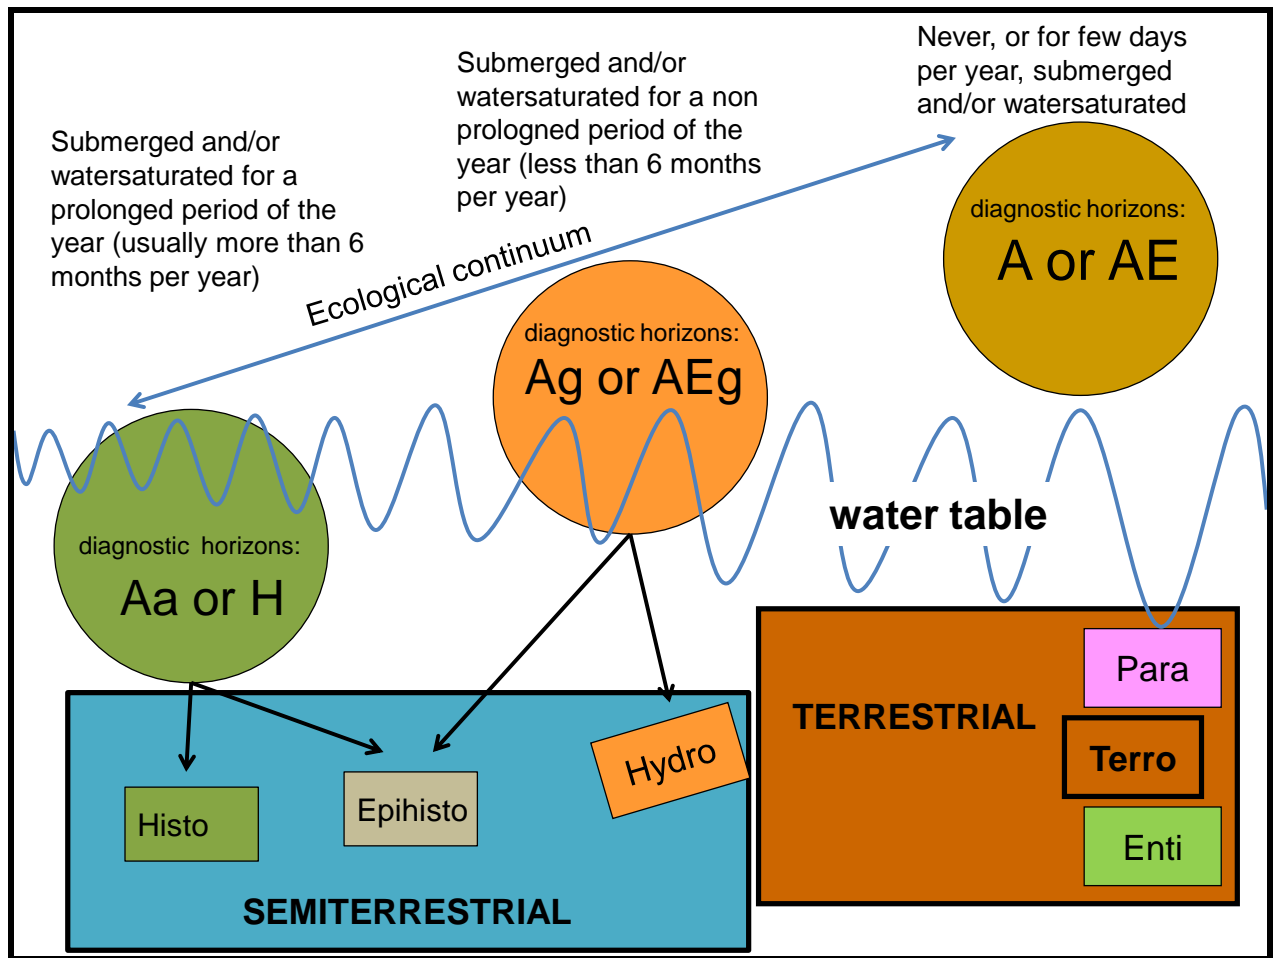 Never, or for few days
per year, submerged
and/or watersaturated
Submerged and/or
watersaturated for a non
prologned period of the
year (less than 6 months
per year)
Submerged and/or
watersaturated for a
prolonged period of the
year (usually more than 6
months per year)
Ecological continuum
diagnostic horizons:
A or AE
diagnostic horizons:
Ag or AEg
diagnostic horizons:
Aa or H
water table
TERRESTRIAL
Para
Terro
Enti
Hydro
Epihisto
Histo
SEMITERRESTRIAL